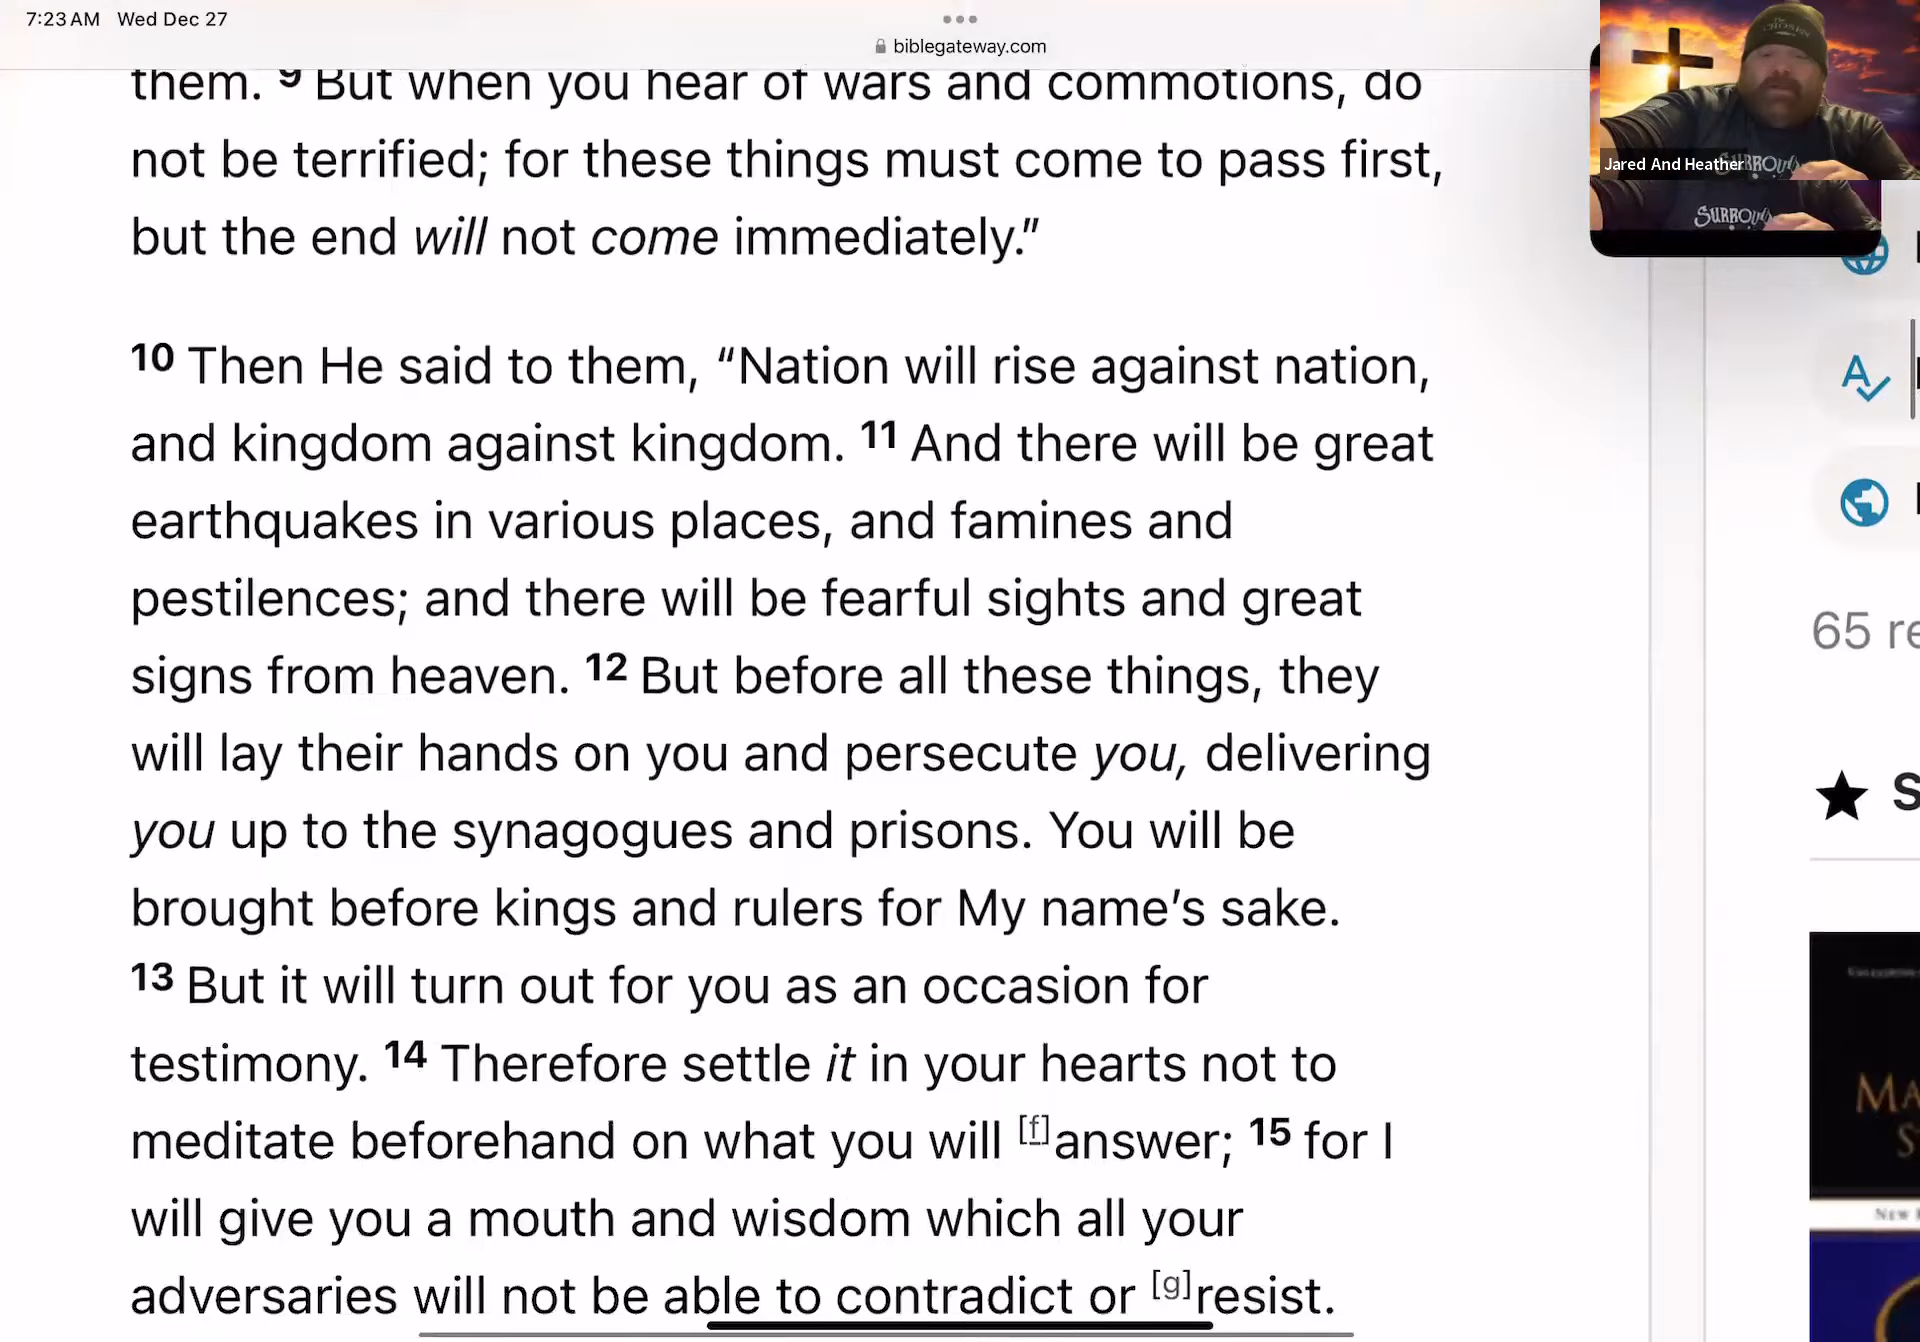 7:23 AM Wed Dec 27
biblegateway.com
them. 9 But when you hear of wars and commotions, do
not be terrified; for these things must come to pass first,
but the end will not come immediately.”
10 Then He said to them, “Nation will rise against nation,
and kingdom against kingdom. 11 And there will be great
earthquakes in various places, and famines and
pestilences; and there will be fearful sights and great
signs from heaven. 12 But before all these things, they
will lay their hands on you and persecute you, delivering
you up to the synagogues and prisons. You will be
brought before kings and rulers for My name’s sake.
13 But it will turn out for you as an occasion for
testimony. 14 Therefore settle it in your hearts not to
meditate beforehand on what you will [f]answer; 15 for I
will give you a mouth and wisdom which all your
adversaries will not be able to contradict or [g]resist.
Jared And Heather
65 re
S
MA
S
NEW